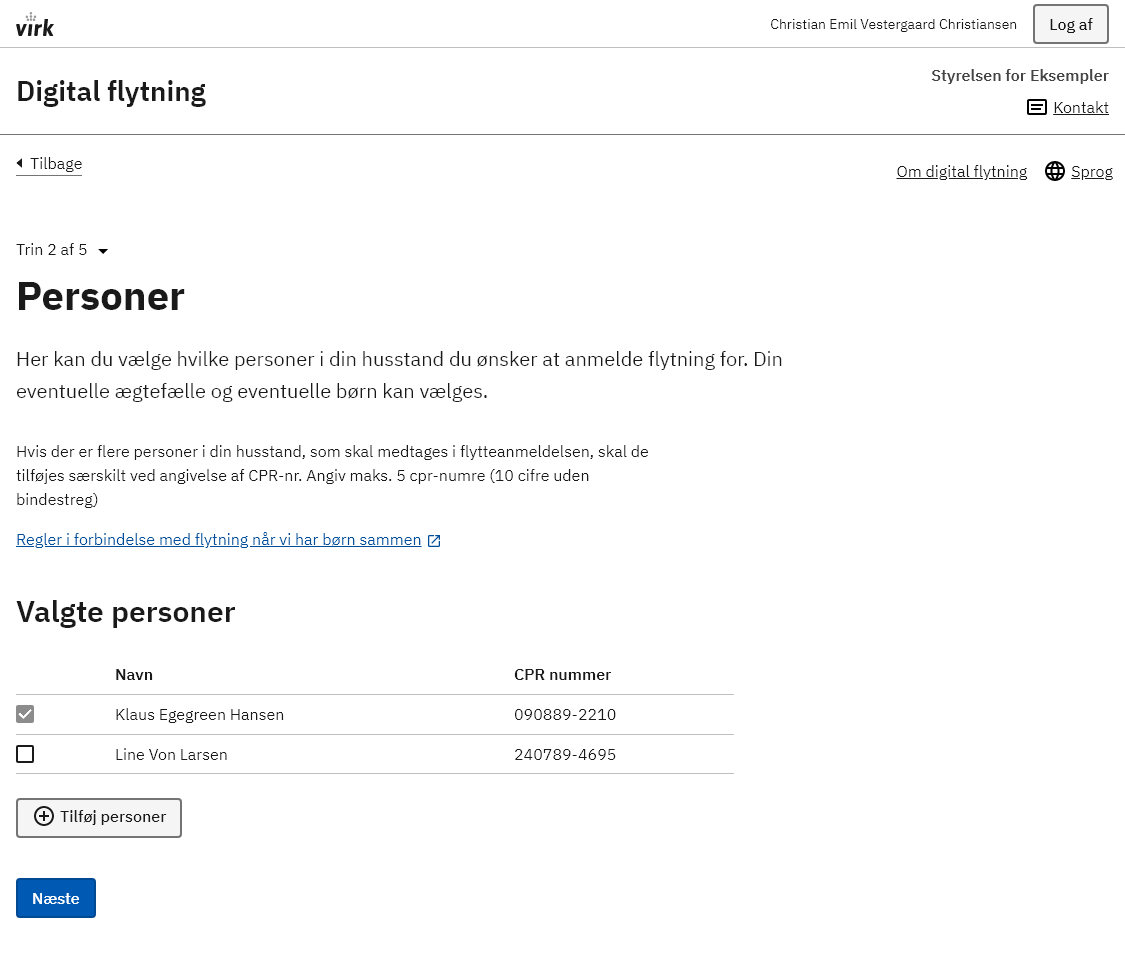 virk
Christian Emil Vestergaard Christiansen
Log af
Digital flytning
Styrelsen for Eksempler
Kontakt
Tilbage
Om digital flytning
Sprog
Trin 2 af 5
Personer
Her kan du vælge hvilke personer i din husstand du ønsker at anmelde flytning for. Din
eventuelle ægtefælle og eventuelle børn kan vælges.
Hvis der er flere personer i din husstand, som skal medtages i flytteanmeldelsen, skal de
tilføjes særskilt ved angivelse af CPR-nr. Angiv maks. 5 cpr-numre (10 cifre uden
bindestreg)
Regler i forbindelse med flytning når vi har børn sammen
Valgte personer
Navn CPR nummer
Klaus Egegreen Hansen 090889-2210
Line Von Larsen 240789-4695
Tilføj personer
Næste